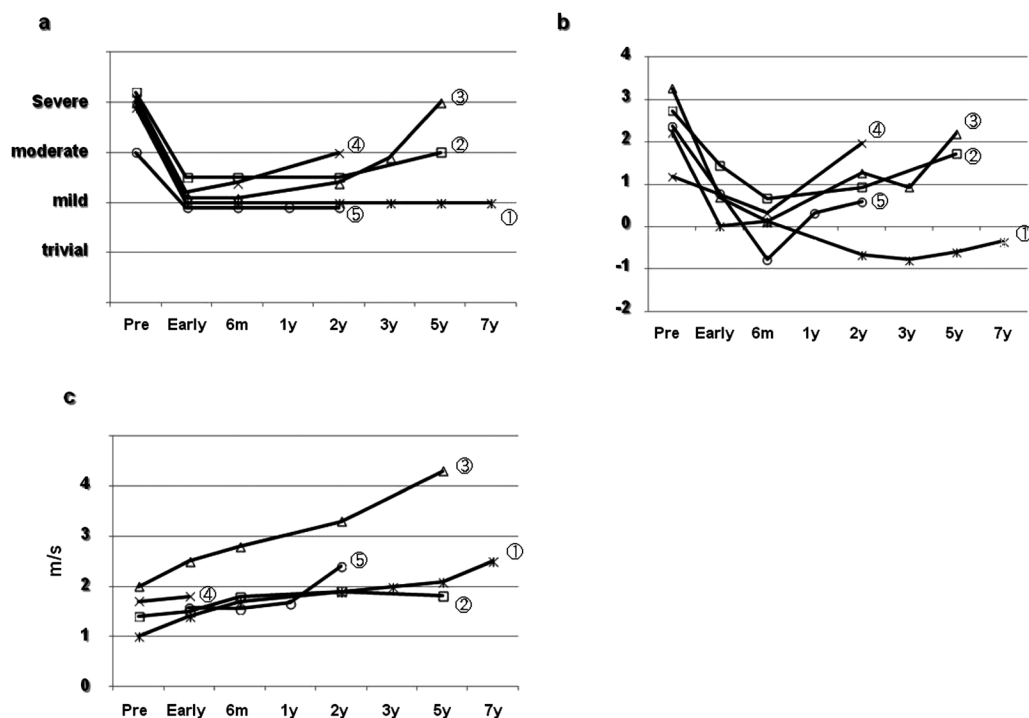 a
Severe
moderate
mild
trivial
③
④
②
⑤
①
Pre Early 6m 1y 2y 3y 5y 7y
b
4
3
2
1
0
-1
-2
④
③
②
⑤
①
Pre Early 6m 1y 2y 3y 5y 7y
c
m/s
4
3
2
1
0
③
①
⑤
④
②
Pre Early 6m 1y 2y 3y 5y 7y